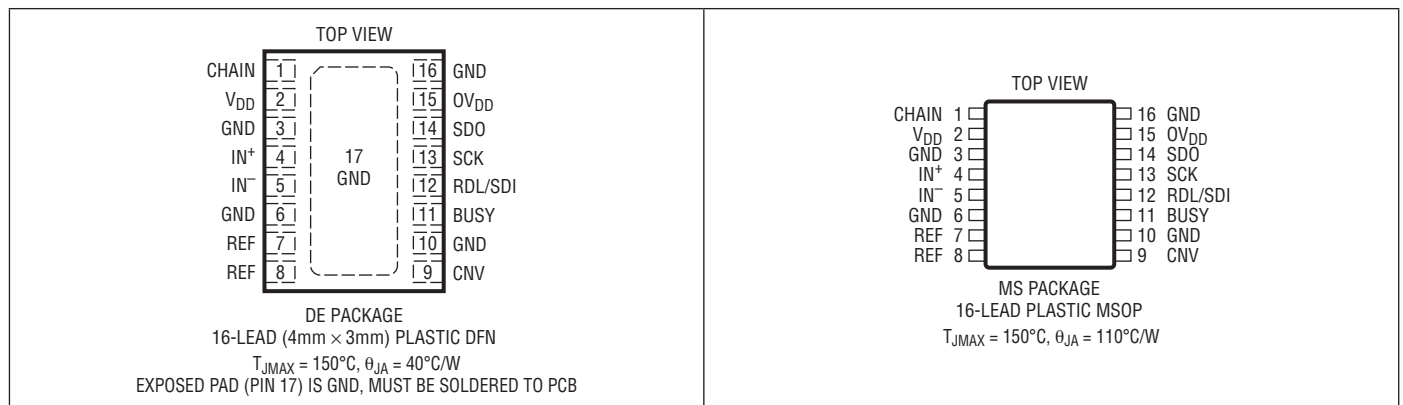 TOP VIEW
CHAIN 1 16 GND
VDD 2 15 OVDD
GND 3 14 SDO
IN+ 4 13 SCK
IN– 5 12 RDL/SDI
GND 6 11 BUSY
REF 7 10 GND
REF 8 9 CNV
17
GND
DE PACKAGE
16-LEAD (4mm × 3mm) PLASTIC DFN
TJMAX = 150°C, θJA = 40°C/W
EXPOSED PAD (PIN 17) IS GND, MUST BE SOLDERED TO PCB
TOP VIEW
CHAIN 1 16 GND
VDD 2 15 OVDD
GND 3 14 SDO
IN+ 4 13 SCK
IN– 5 12 RDL/SDI
GND 6 11 BUSY
REF 7 10 GND
REF 8 9 CNV
MS PACKAGE
16-LEAD PLASTIC MSOP
TJMAX = 150°C, θJA = 110°C/W